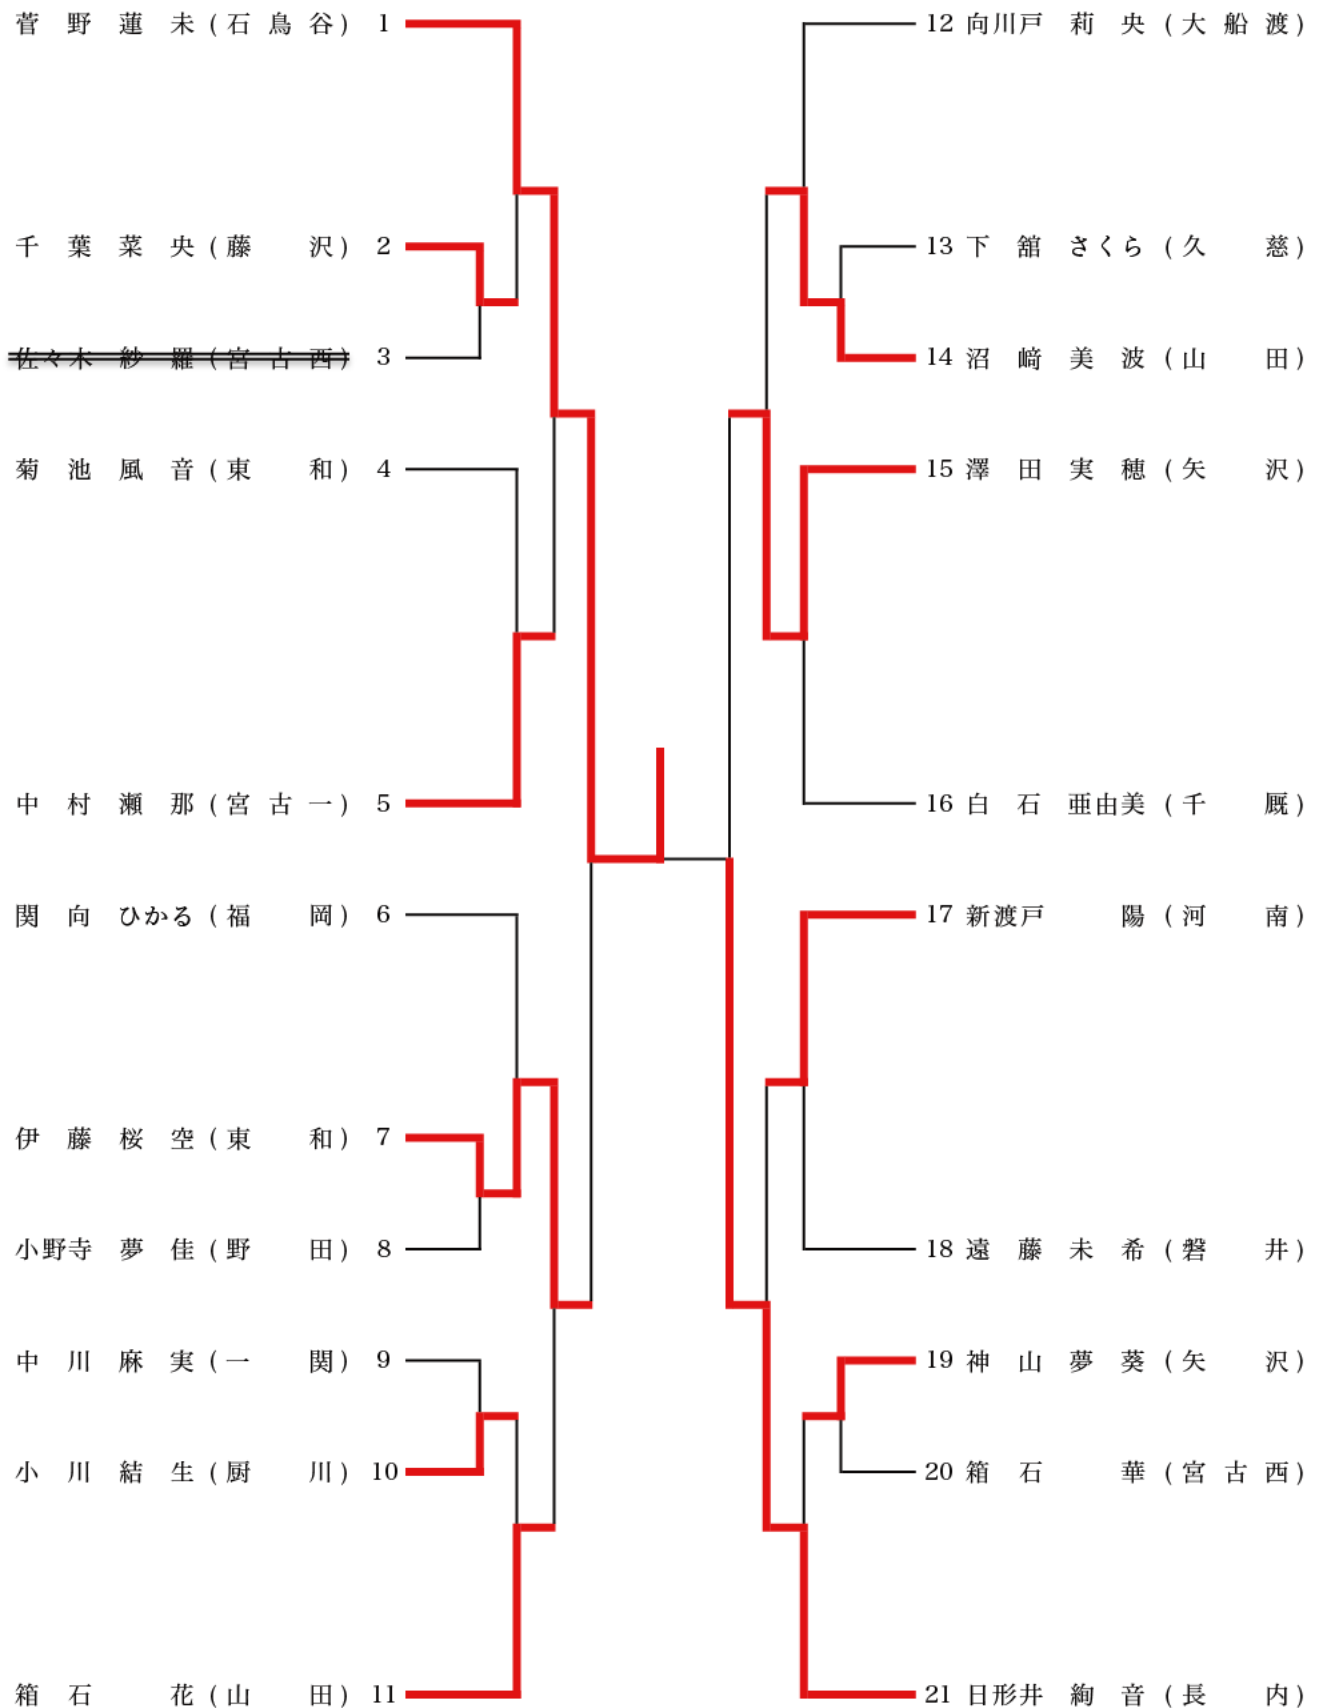 菅野蓮未(石鳥谷) 1
千葉菜央(藤沢) 2
佐々木紗羅(宮古西) 3
菊池風音(東和) 4
中村瀬那(宮古一) 5
関向ひかる(福岡) 6
伊藤桜空(東和) 7
小野寺夢佳(野田) 8
中川麻実(一関) 9
小川結生(厨川) 10
箱石花(山田) 11
12 向川戸莉央(大船渡)
13 下舘さくら(久慈)
14 沼﨑美波(山田)
15 澤田実穂(矢沢)
16 白石亜由美(千厩)
17 新渡戸陽(河南)
18 遠藤未希(磐井)
19 神山夢葵(矢沢)
20 箱石華(宮古西)
21 日形井絢音(長内)